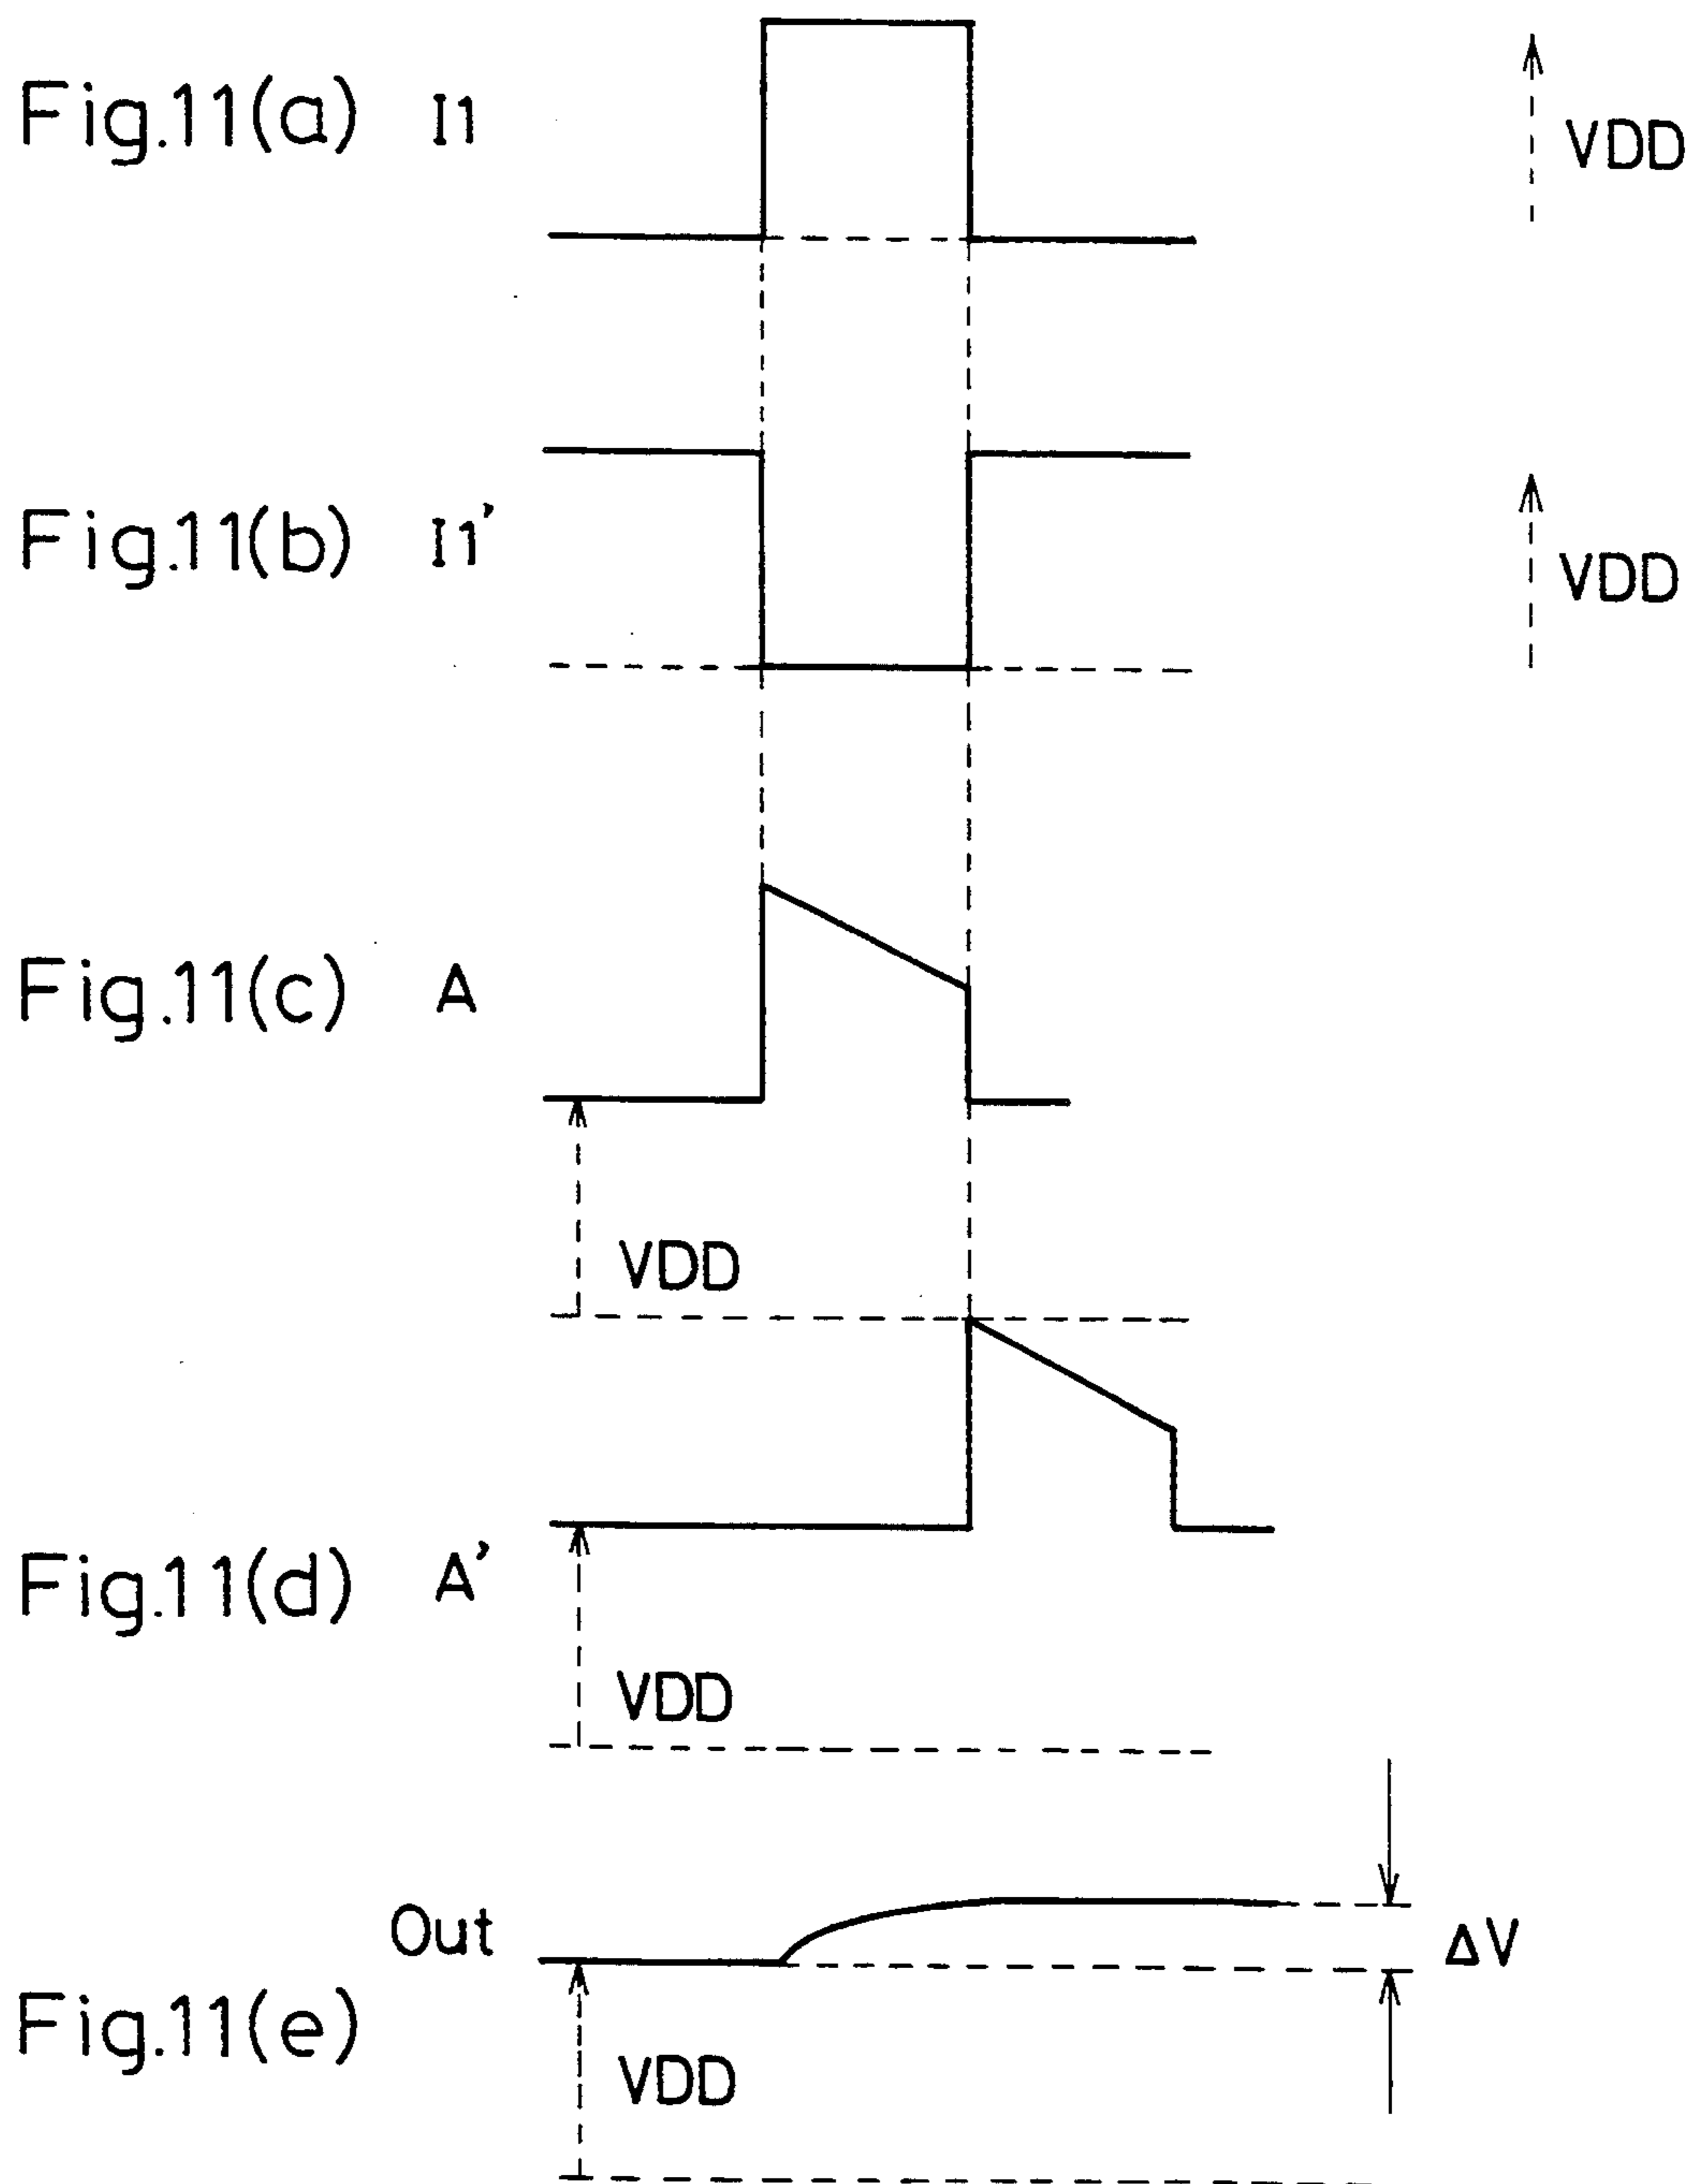 Fig.11(a) I1
VDD
Fig.11(b) I1'
VDD
Fig.11(c) A
VDD
Fig.11(d) A'
VDD
Out
ΔV
Fig.11(e)
VDD